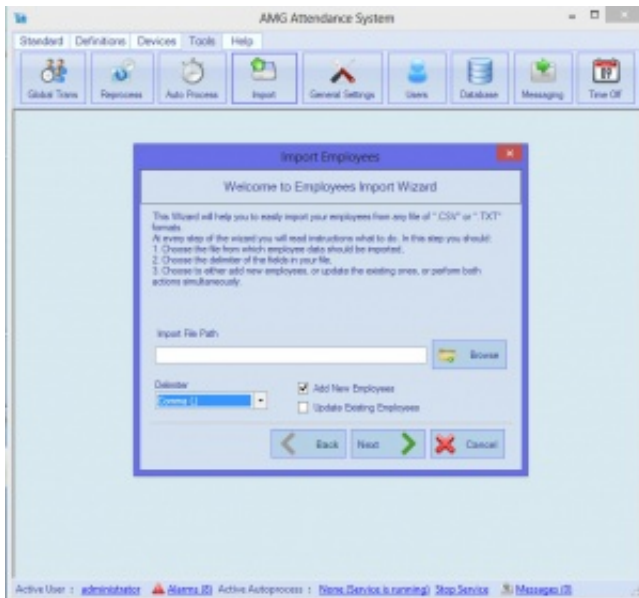 AMG Attendance System
Standard Definitions Devices Tools Help
Global Trans Reprocess Auto Process Import General Settings Users Database Messaging Time Off
Import Employees
Welcome to Employees Import Wizard
This Wizard will help you to easily import your employees from any file of ".CSV" or ".TXT"
formats.
At every step of the wizard you will read instructions what to do. In this step you should:
1. Choose the file from which employee data should be imported.
2. Choose the delimiter of the fields in your file.
3. Choose to either add new employees, or update the existing ones, or perform both
actions simultaneously.
Import File Path
Browse
Delimiter
Comma (,)
Add New Employees
Update Existing Employees
Back Next Cancel
Active User : administrator Alarms (8) Active Autoprocess : None (Service is running) Stop Service Messages (3)